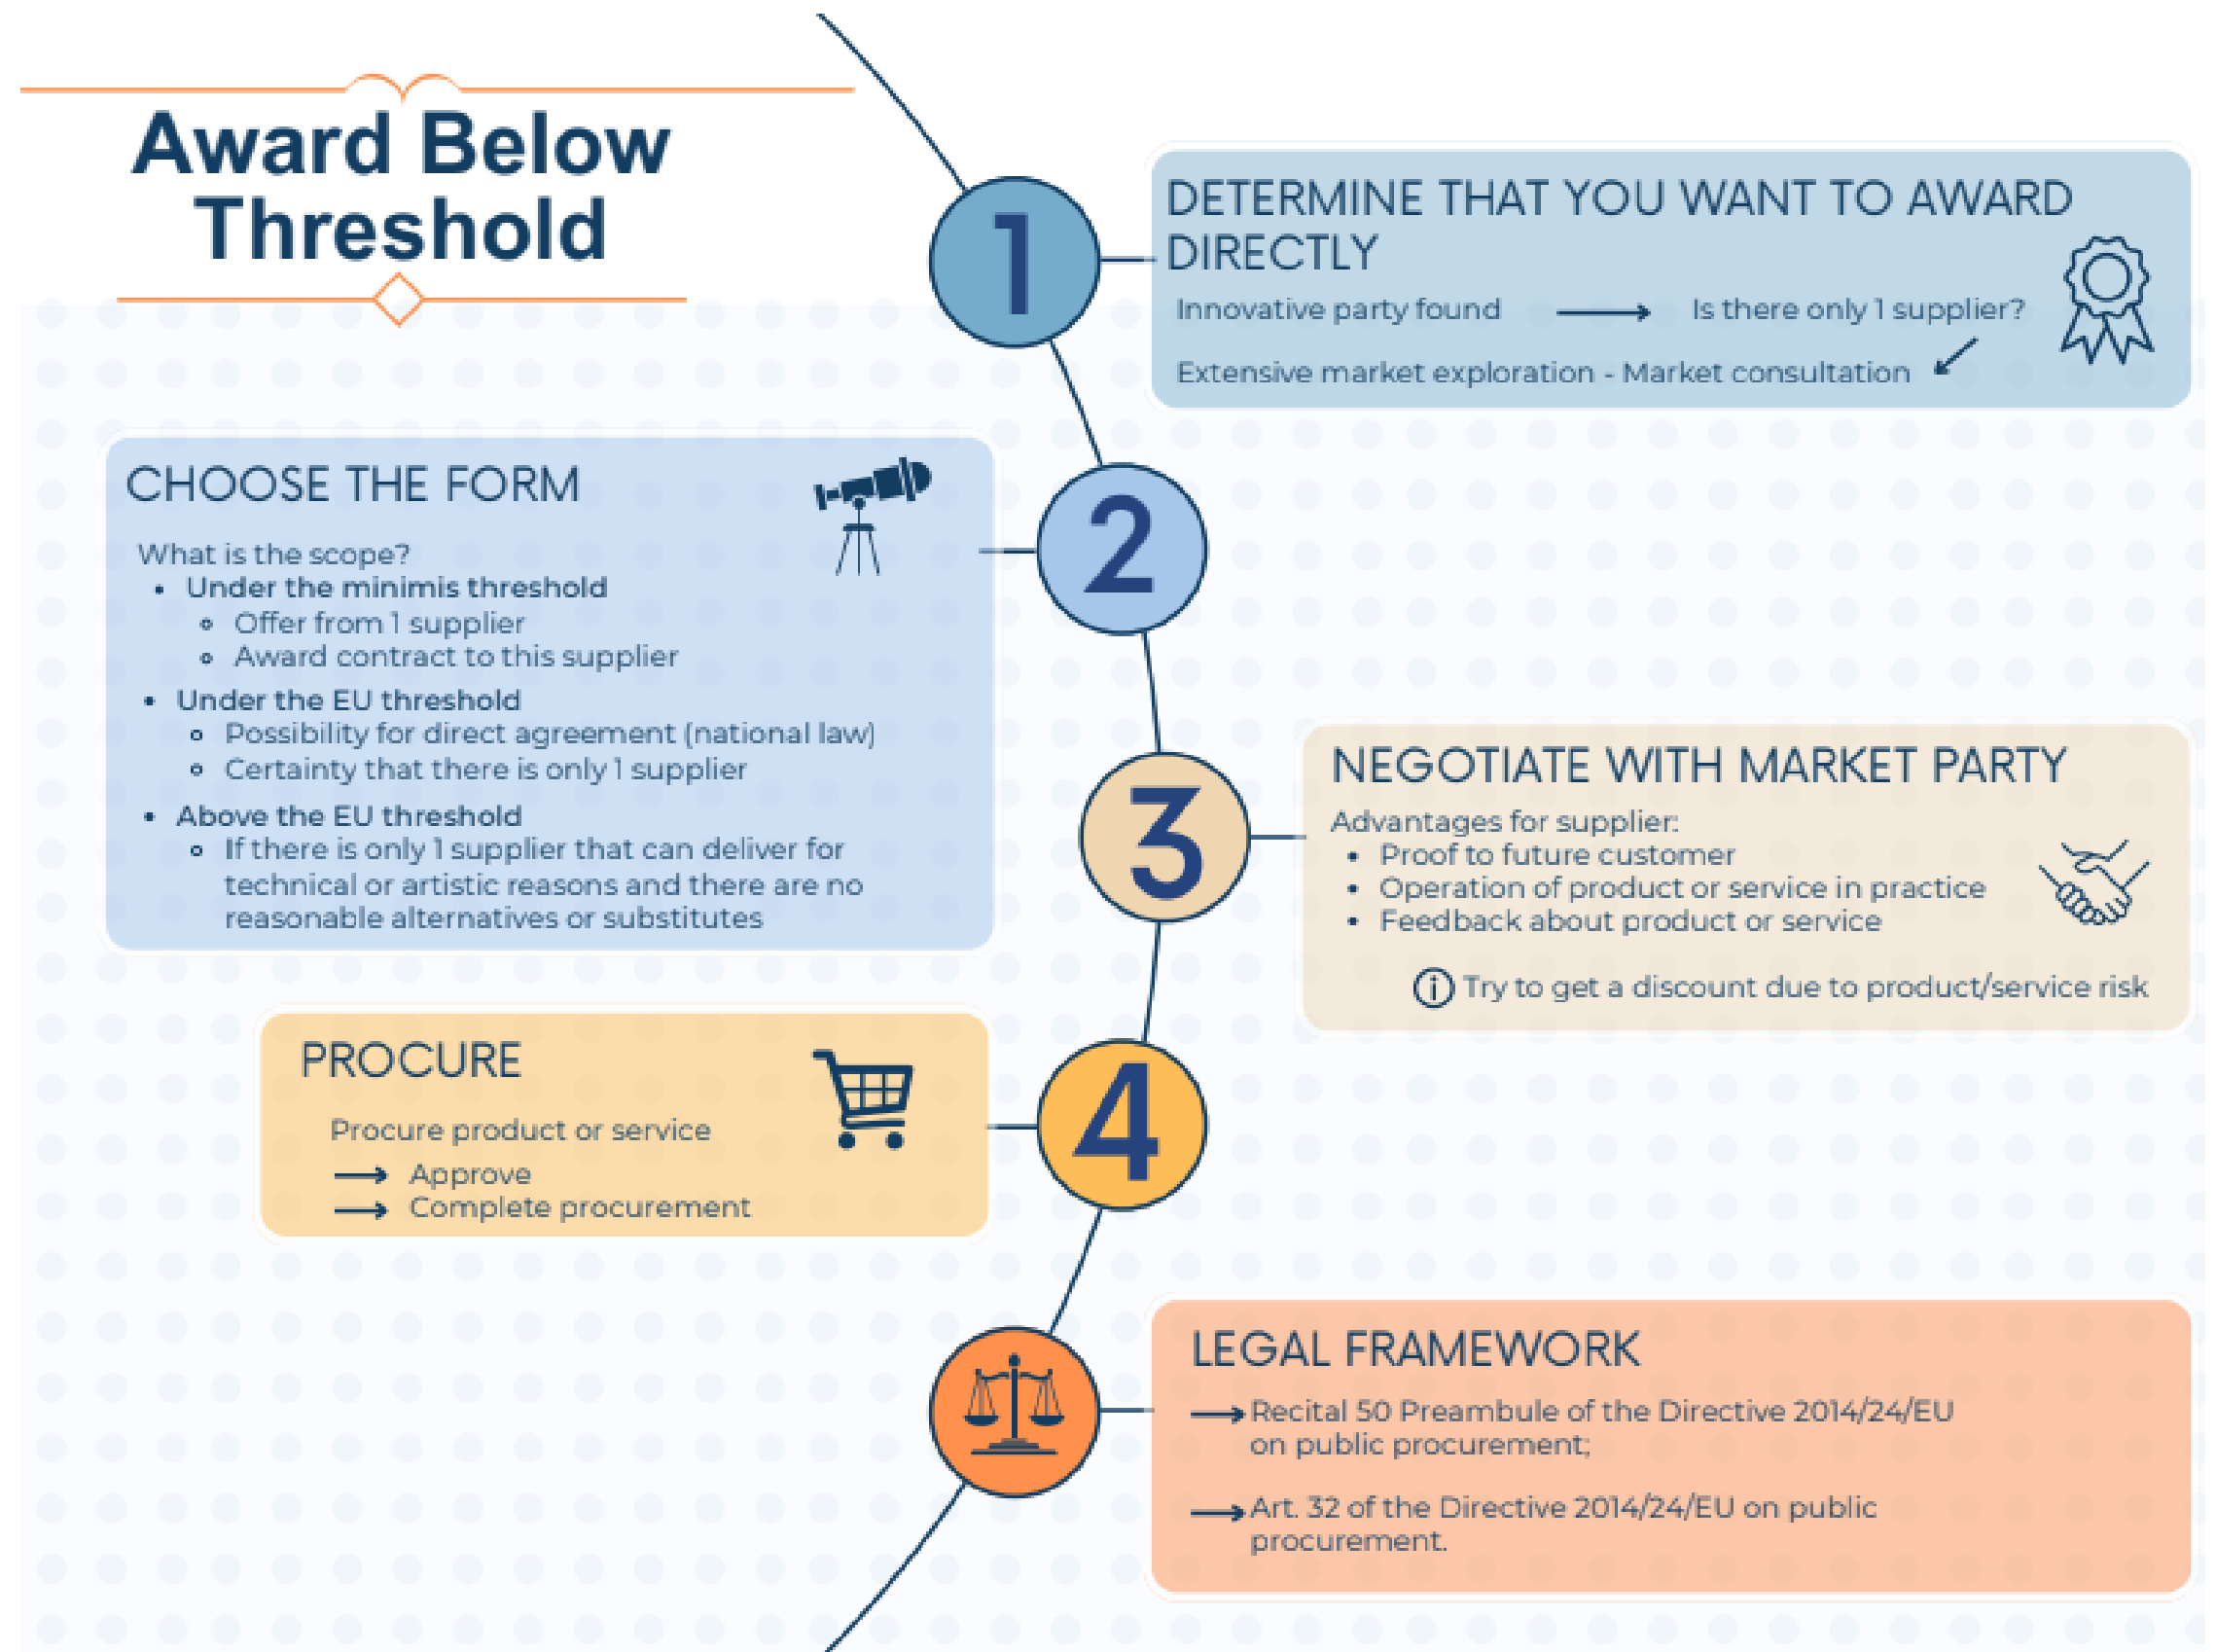 Award Below
Threshold
1
DETERMINE THAT YOU WANT TO AWARD
DIRECTLY
Innovative party found → Is there only 1 supplier?
Extensive market exploration - Market consultation
2
CHOOSE THE FORM
What is the scope?
• Under the minimis threshold
◦ Offer from 1 supplier
◦ Award contract to this supplier
• Under the EU threshold
◦ Possibility for direct agreement (national law)
◦ Certainty that there is only 1 supplier
• Above the EU threshold
◦ If there is only 1 supplier that can deliver for
technical or artistic reasons and there are no
reasonable alternatives or substitutes
3
NEGOTIATE WITH MARKET PARTY
Advantages for supplier:
• Proof to future customer
• Operation of product or service in practice
• Feedback about product or service
i Try to get a discount due to product/service risk
4
PROCURE
Procure product or service
→ Approve
→ Complete procurement
LEGAL FRAMEWORK
→ Recital 50 Preambule of the Directive 2014/24/EU
on public procurement;
→ Art. 32 of the Directive 2014/24/EU on public
procurement.